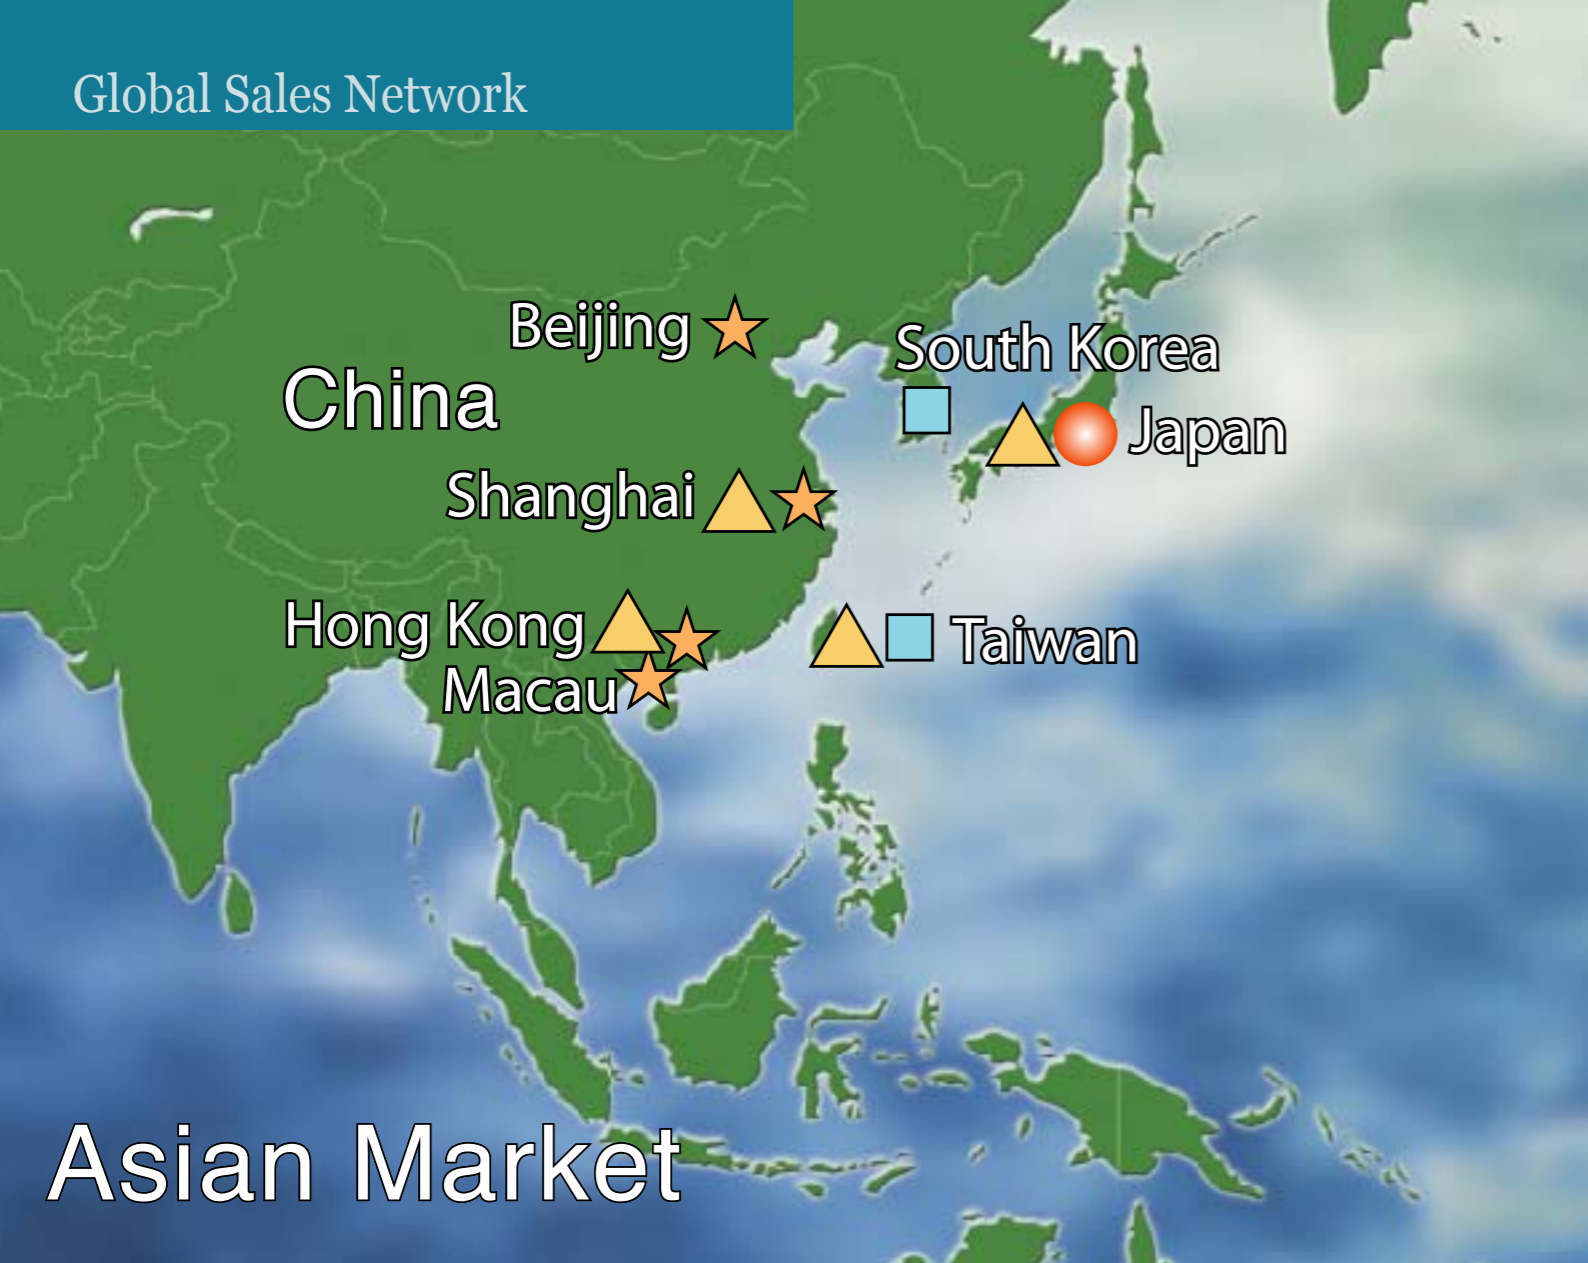 Global Sales Network
Beijing
South Korea
China
Japan
Shanghai
Hong Kong
Taiwan
Macau
Asian Market